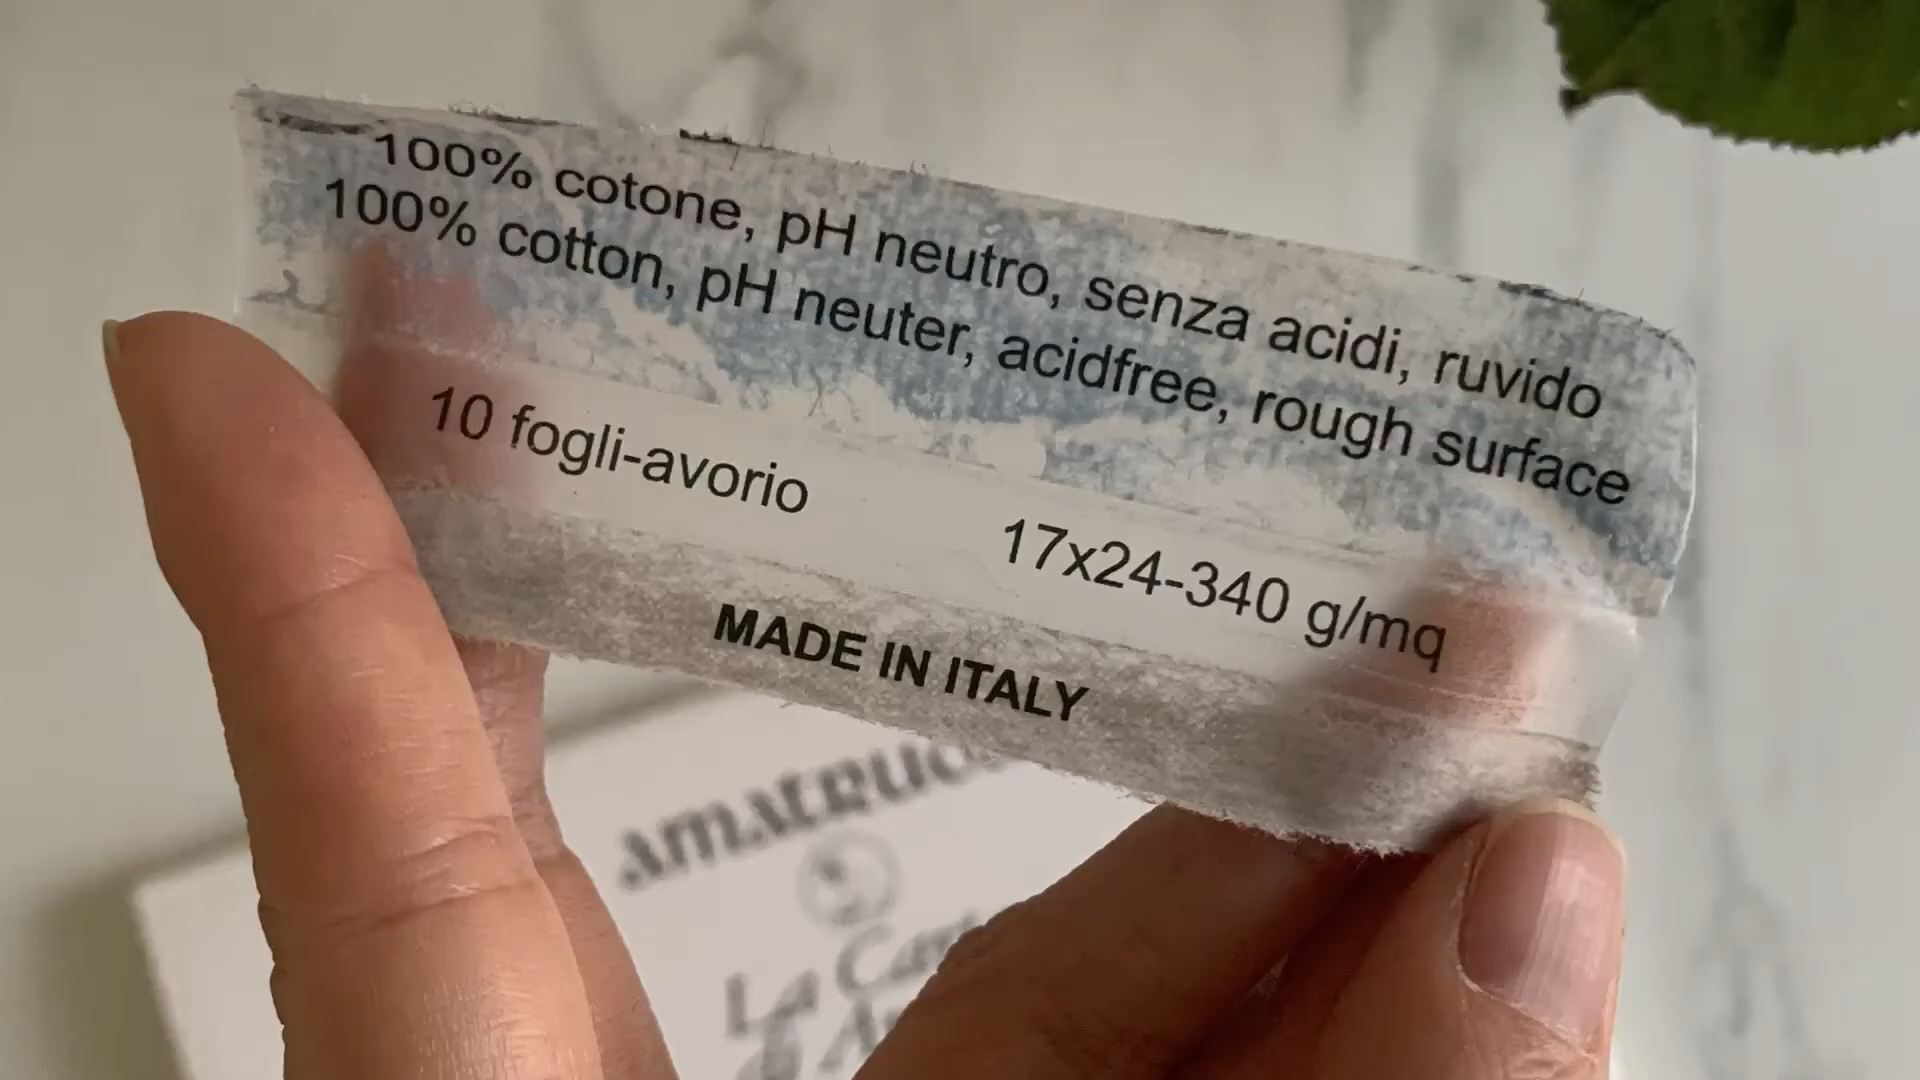 100% cotone, pH neutro, senza acidi, ruvido
100% cotton, pH neuter, acidfree, rough surface
10 fogli-avorio
17x24-340 g/mq
MADE IN ITALY
La